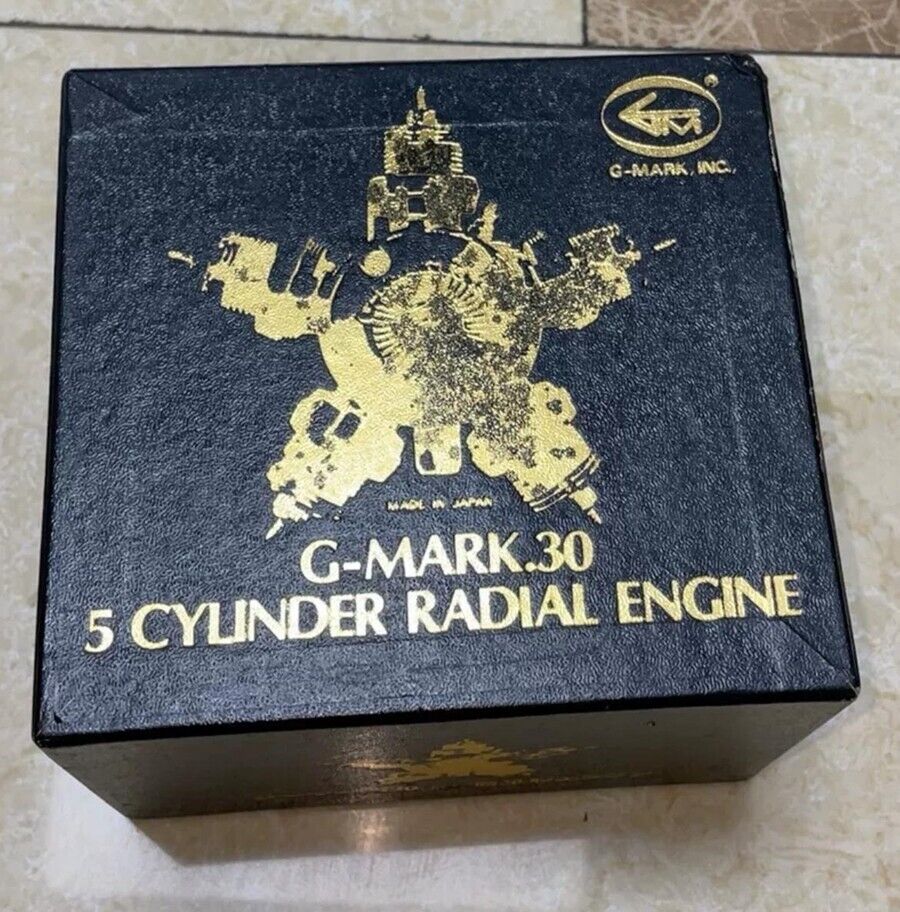 G-MARK, INC.,
MADE IN JAPAN
G-MARK.30
5 CYLINDER RADIAL ENGINE